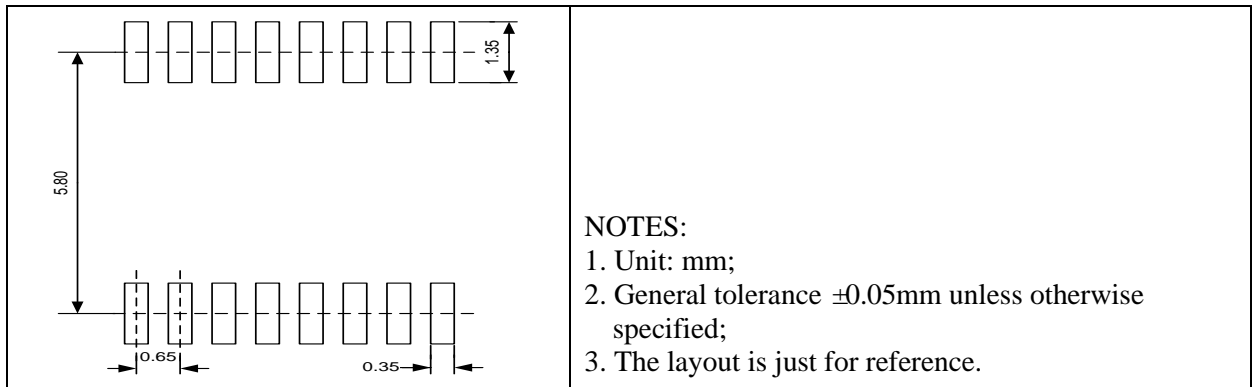 1.35
5.80
0.65
0.35
NOTES:
1. Unit: mm;
2. General tolerance ±0.05mm unless otherwise
specified;
3. The layout is just for reference.